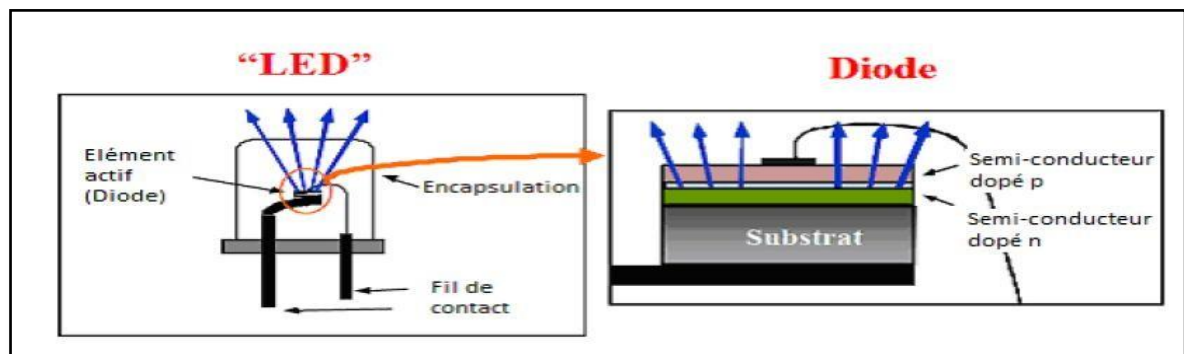 “LED”
Elément
actif
(Diode)
Encapsulation
Fil de
contact
Diode
Semi-conducteur
dopé p
Semi-conducteur
dopé n
Substrat